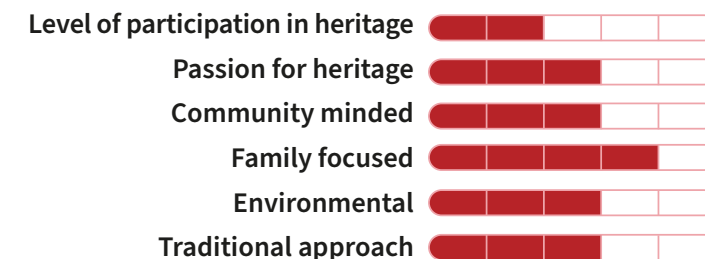 Level of participation in heritage
Passion for heritage
Community minded
Family focused
Environmental
Traditional approach